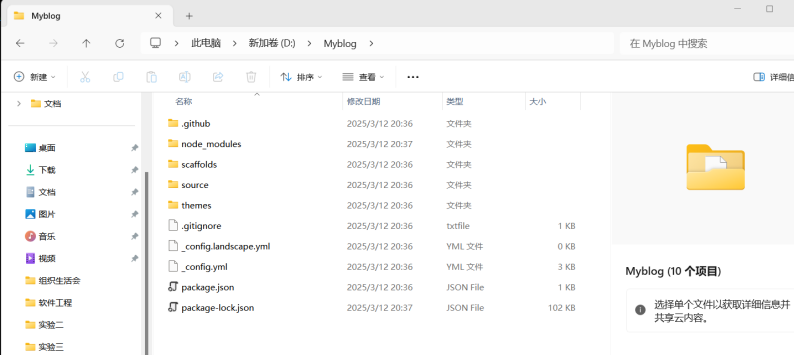 Myblog
此电脑 新加卷 (D:) Myblog
在 Myblog 中搜索
新建 排序 查看 ... 详细信
文档
桌面
下载
文档
图片
音乐
视频
组织生活会
软件工程
实验二
实验三
名称 修改日期 类型 大小
.github 2025/3/12 20:36 文件夹
node_modules 2025/3/12 20:37 文件夹
scaffolds 2025/3/12 20:36 文件夹
source 2025/3/12 20:36 文件夹
themes 2025/3/12 20:36 文件夹
.gitignore 2025/3/12 20:36 txtfile 1 KB
_config.landscape.yml 2025/3/12 20:36 YML 文件 0 KB
_config.yml 2025/3/12 20:36 YML 文件 3 KB
package.json 2025/3/12 20:36 JSON File 1 KB
package-lock.json 2025/3/12 20:37 JSON File 102 KB
Myblog (10 个项目)
选择单个文件以获取详细信息并
共享云内容。